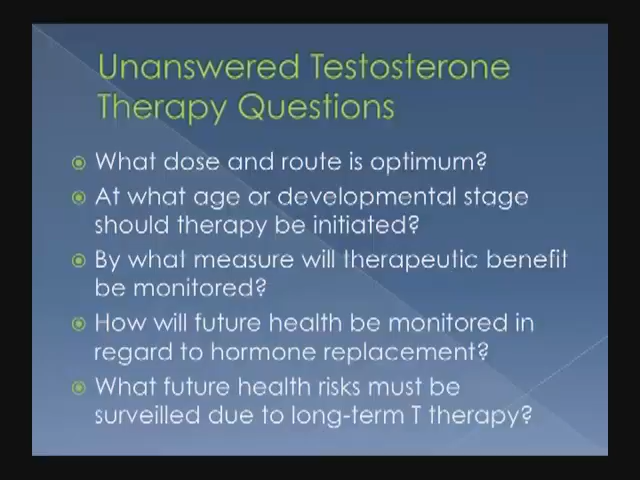 Unanswered Testosterone
Therapy Questions
What dose and route is optimum?
At what age or developmental stage
should therapy be initiated?
By what measure will therapeutic benefit
be monitored?
How will future health be monitored in
regard to hormone replacement?
What future health risks must be
surveilled due to long-term T therapy?